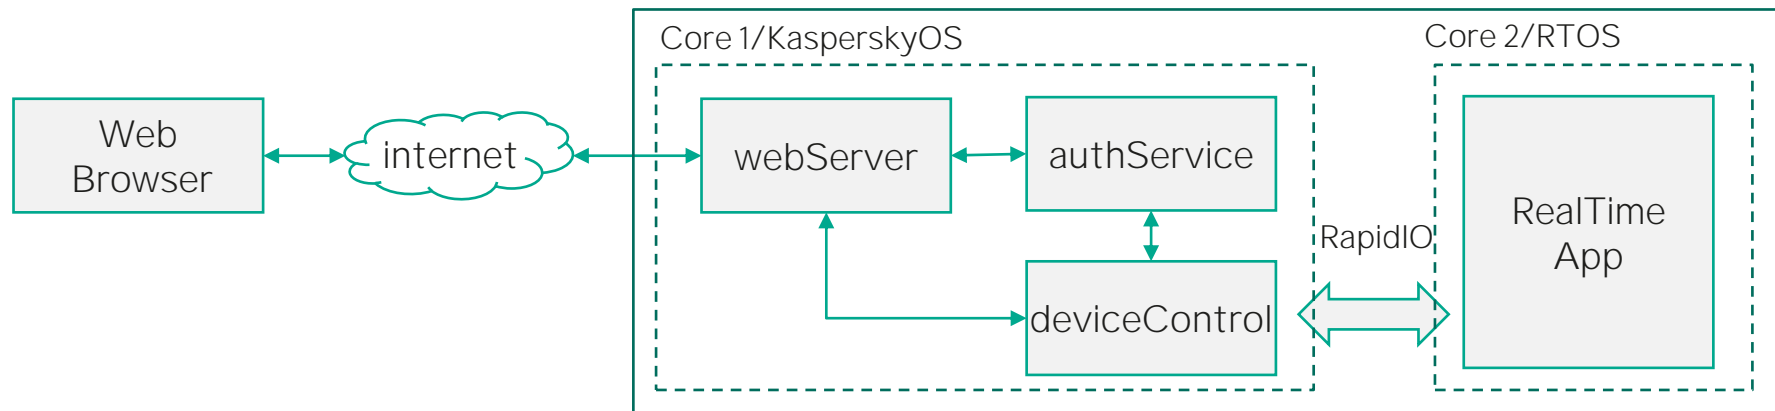 Core 1/KasperskyOS
Core 2/RTOS
Web
Browser
internet
webServer
authService
deviceControl
RapidIO
RealTime
App